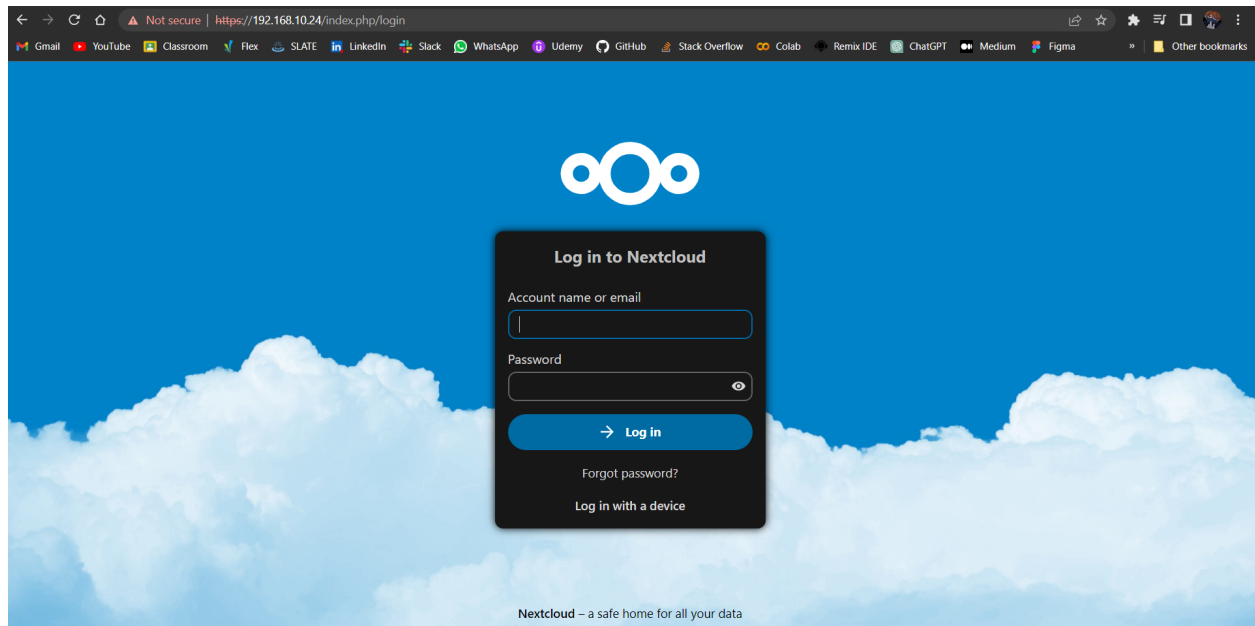 Not secure | https://192.168.10.24/index.php/login
Gmail YouTube Classroom Flex SLATE LinkedIn Slack WhatsApp Udemy GitHub Stack Overflow Colab Remix IDE ChatGPT Medium Figma » Other bookmarks
Log in to Nextcloud
Account name or email
Password
→ Log in
Forgot password?
Log in with a device
Nextcloud – a safe home for all your data